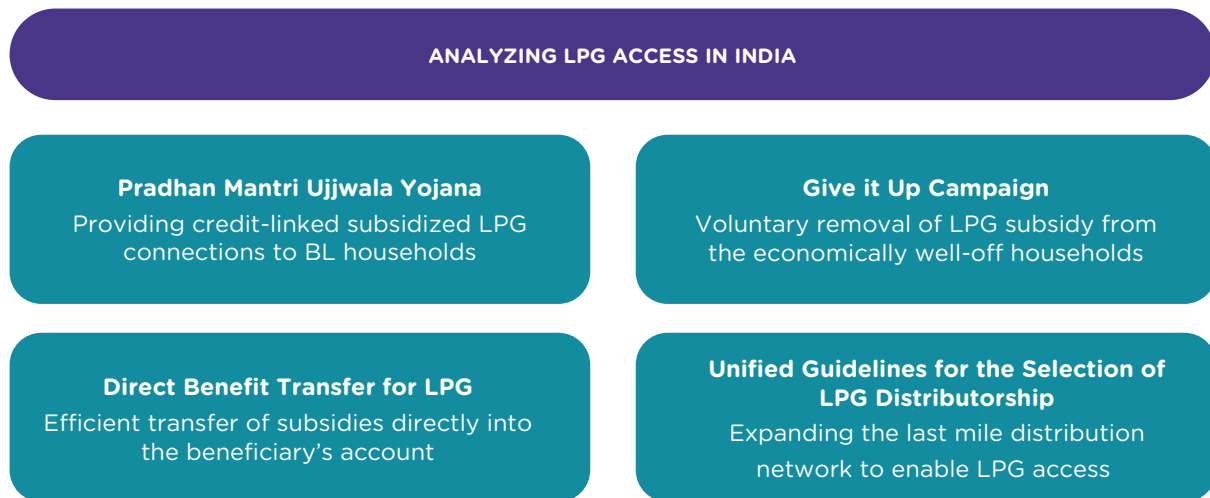 ANALYZING LPG ACCESS IN INDIA
Pradhan Mantri Ujjwala Yojana
Providing credit-linked subsidized LPG
connections to BL households
Give it Up Campaign
Voluntary removal of LPG subsidy from
the economically well-off households
Direct Benefit Transfer for LPG
Efficient transfer of subsidies directly into
the beneficiary's account
Unified Guidelines for the Selection of
LPG Distributorship
Expanding the last mile distribution
network to enable LPG access